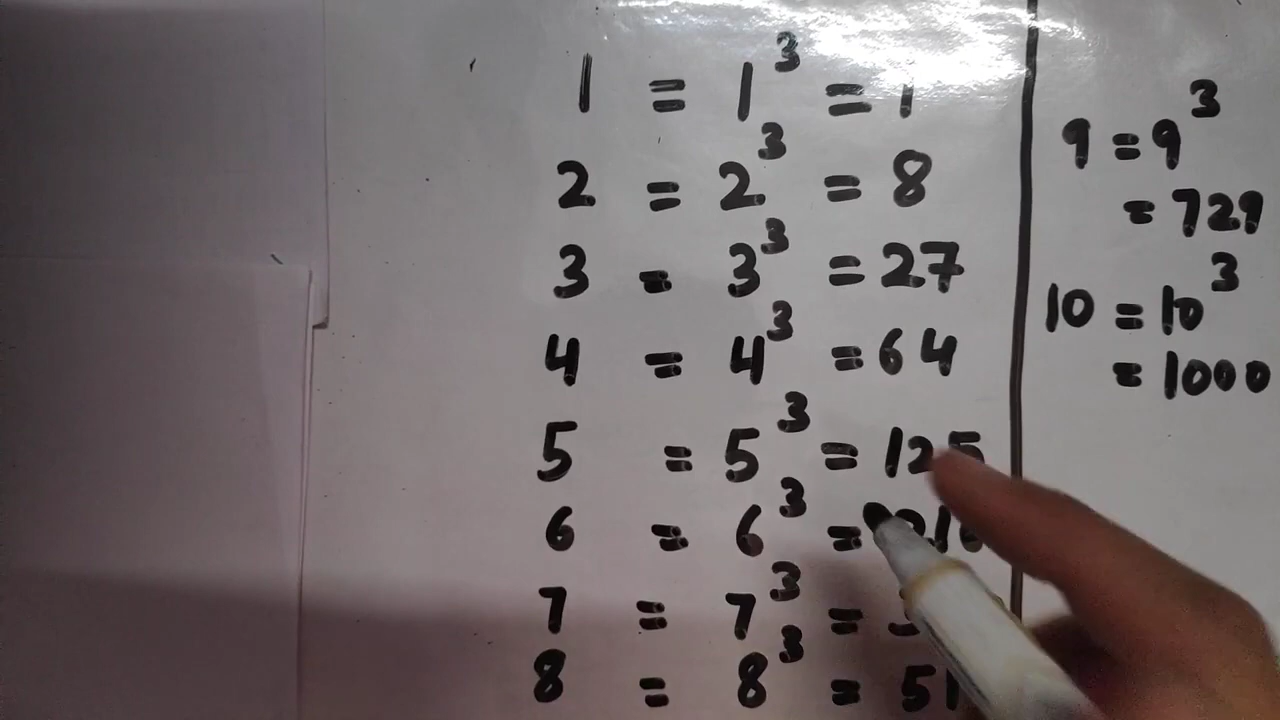 1 = 1³ = 1
2 = 2³ = 8
3 = 3³ = 27
4 = 4³ = 64
5 = 5³ = 125
6 = 6³ =
7 = 7³ =
8 = 8³ =
9 = 9³
= 729
10 = 10³
= 1000